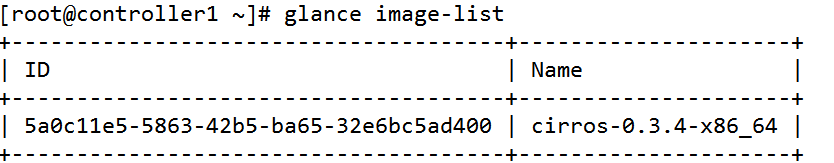 [root@controller1 ~]# glance image-list
+--------------------------------------+---------------------+
| ID                                   | Name                |
+--------------------------------------+---------------------+
| 5a0c11e5-5863-42b5-ba65-32e6bc5ad400 | cirros-0.3.4-x86_64 |
+--------------------------------------+---------------------+